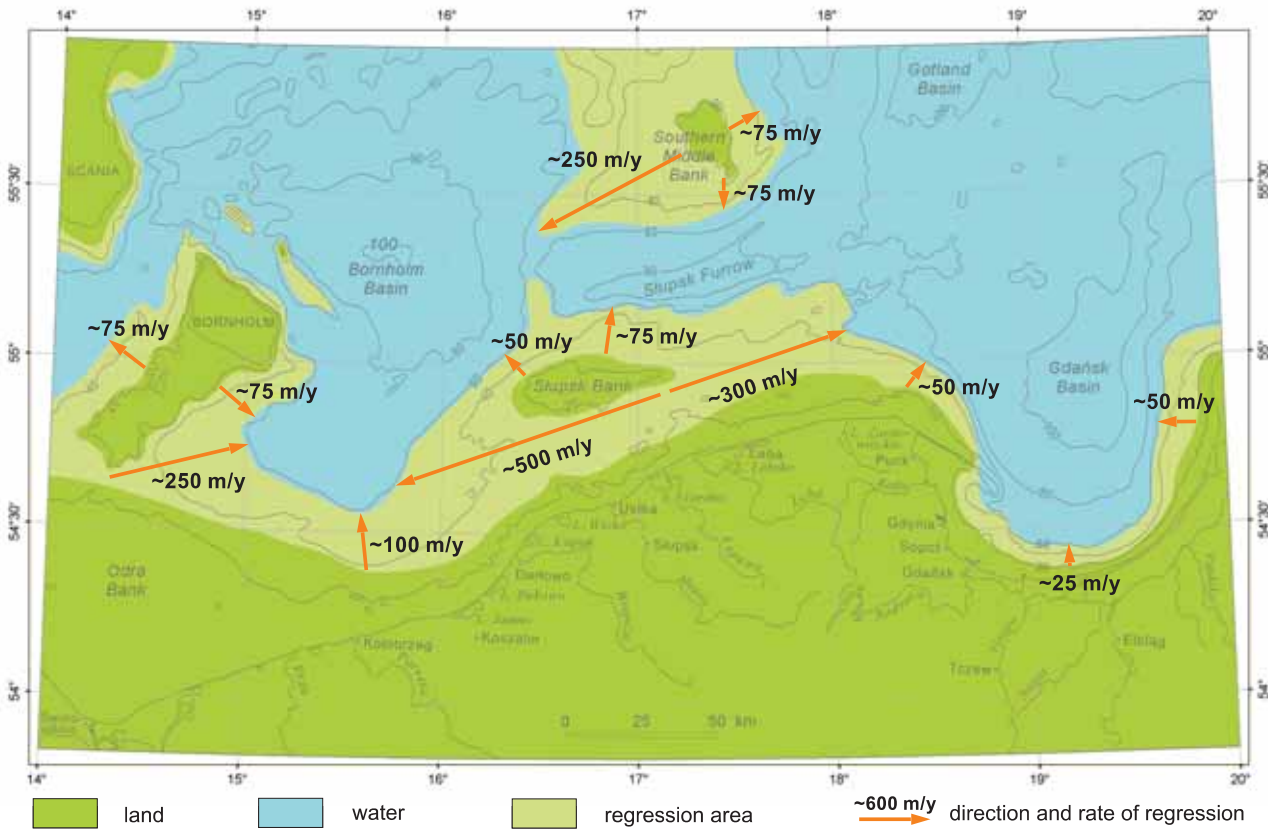 14° 15° 16° 17° 18° 19° 20°
Gotland
Basin
Southern
Middle
Bank
~75 m/y
~250 m/y
SCANIA
55°30'
55°30'
~75 m/y
100
Bornholm
Basin
Słupsk Furrow
BORNHOLM
~75 m/y
~50 m/y
~75 m/y
55°
55°
Słupsk Bank
~300 m/y
~50 m/y
Gdańsk
Basin
~50 m/y
~75 m/y
~500 m/y
~250 m/y
Łeba
Puck
Ustka
54°30'
54°30'
Gdynia
~100 m/y
Słupsk
Sopot
Gdańsk
Odra
Bank
Darłowo
~25 m/y
Kołobrzeg
Koszalin
Elbląg
Tczew
54°
54°
0 25 50 km
14° 15° 16° 17° 18° 19° 20°
land
water
regression area
~600 m/y
direction and rate of regression